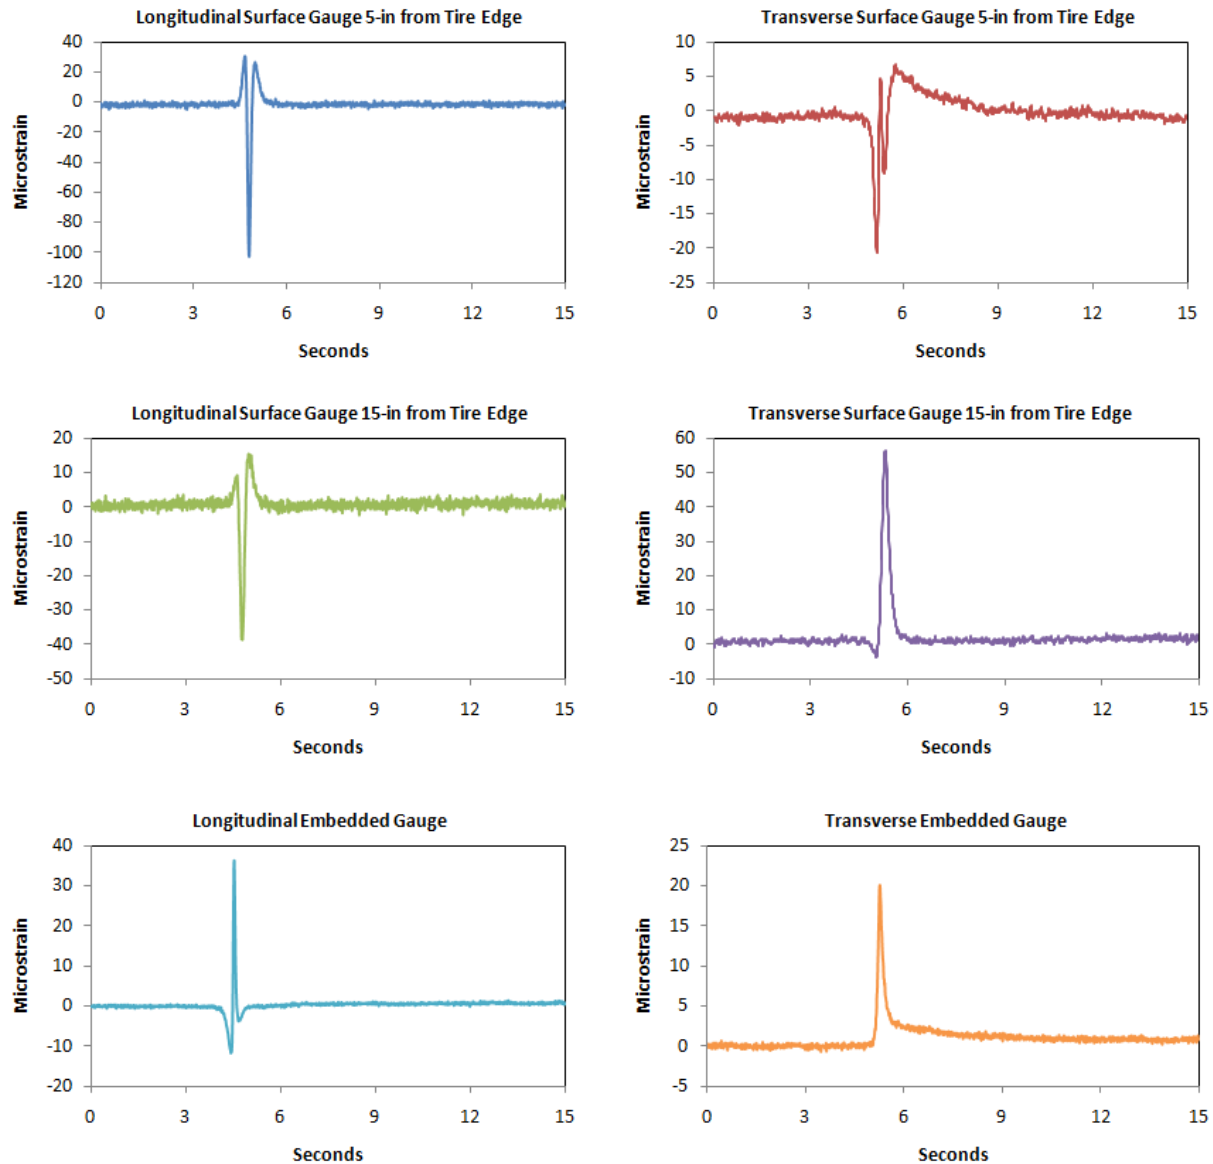 Longitudinal Surface Gauge 5-in from Tire Edge
40
20
0
-20
-40
-60
-80
-100
-120
Microstrain
0 3 6 9 12 15
Seconds
Transverse Surface Gauge 5-in from Tire Edge
10
5
0
-5
-10
-15
-20
-25
Microstrain
0 3 6 9 12 15
Seconds
Longitudinal Surface Gauge 15-in from Tire Edge
20
10
0
-10
-20
-30
-40
-50
Microstrain
0 3 6 9 12 15
Seconds
Transverse Surface Gauge 15-in from Tire Edge
60
50
40
30
20
10
0
-10
Microstrain
0 3 6 9 12 15
Seconds
Longitudinal Embedded Gauge
40
30
20
10
0
-10
-20
Microstrain
0 3 6 9 12 15
Seconds
Transverse Embedded Gauge
25
20
15
10
5
0
-5
Microstrain
0 3 6 9 12 15
Seconds